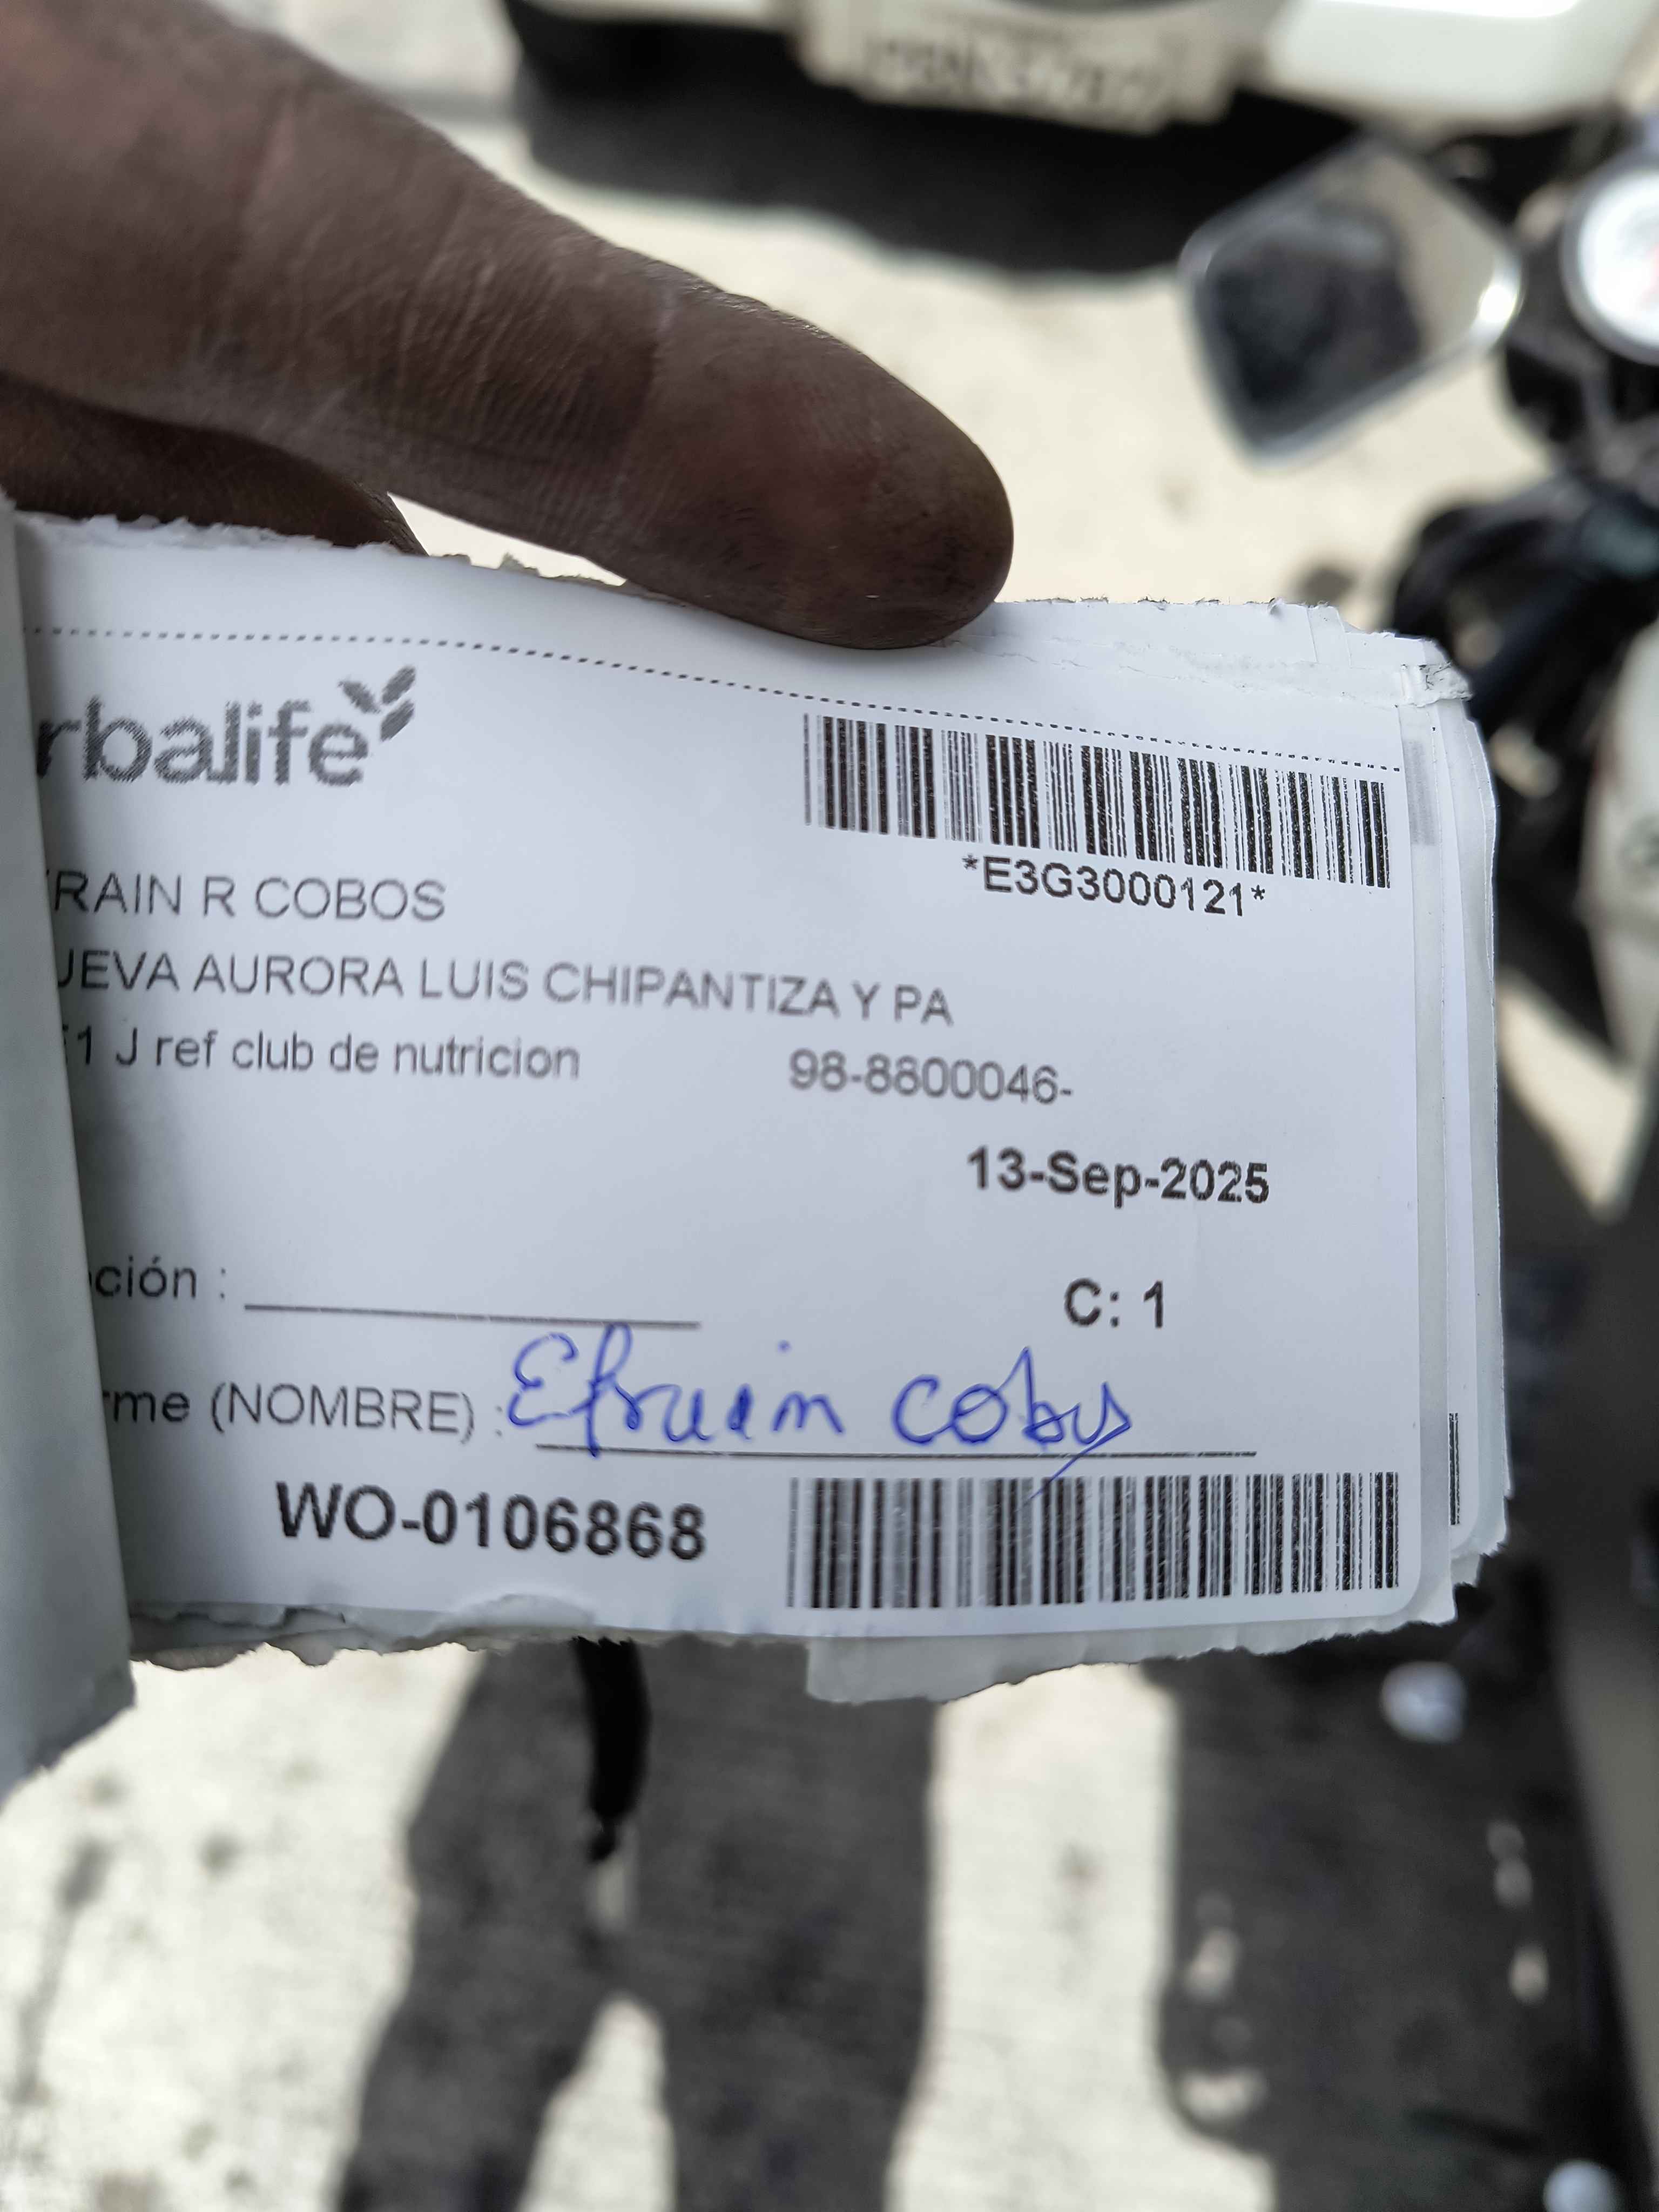 rbalife
*E3G3000121*
RAIN R COBOS
UEVA AURORA LUIS CHIPANTIZA Y PA
1 J ref club de nutricion 98-8800046-
13-Sep-2025
ción :
C: 1
rme (NOMBRE) : Efrain Cobos
WO-0106868